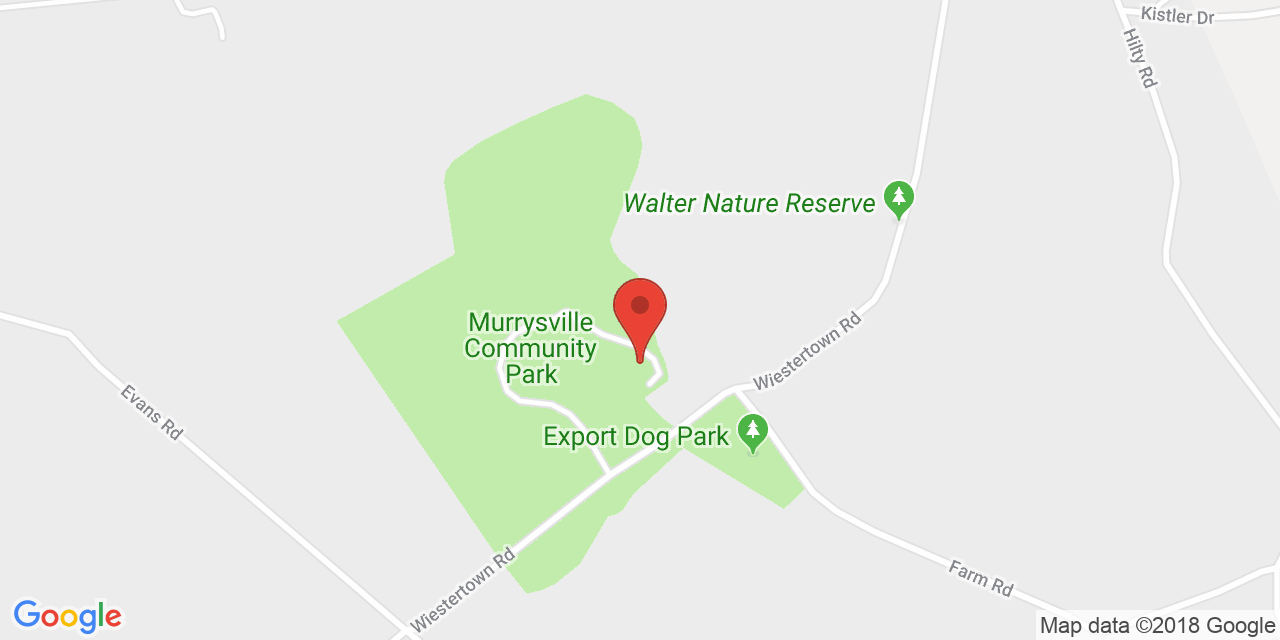 Kistler Dr
Hilty Rd
Walter Nature Reserve
Murrysville
Community
Park
Wiestertown Rd
Evans Rd
Export Dog Park
Wiestertown Rd
Farm Rd
Google
Map data ©2018 Google